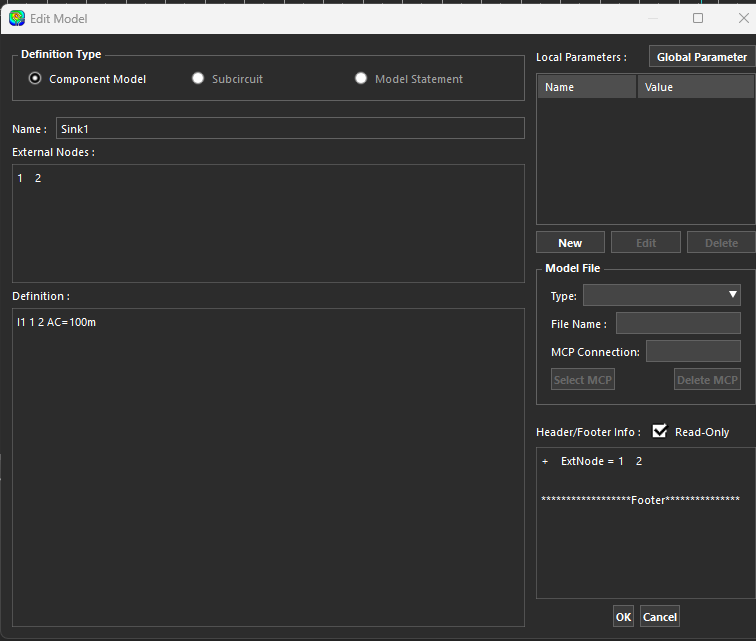 Edit Model
Definition Type
Component Model
Subcircuit
Model Statement
Name :
Sink1
External Nodes :
1 2
Definition :
I1 1 2 AC=100m
Local Parameters :
Global Parameter
Name Value
New
Edit
Delete
Model File
Type:
File Name :
MCP Connection:
Select MCP
Delete MCP
Header/Footer Info :
Read-Only
+ ExtNode = 1 2
******************Footer***************
OK
Cancel